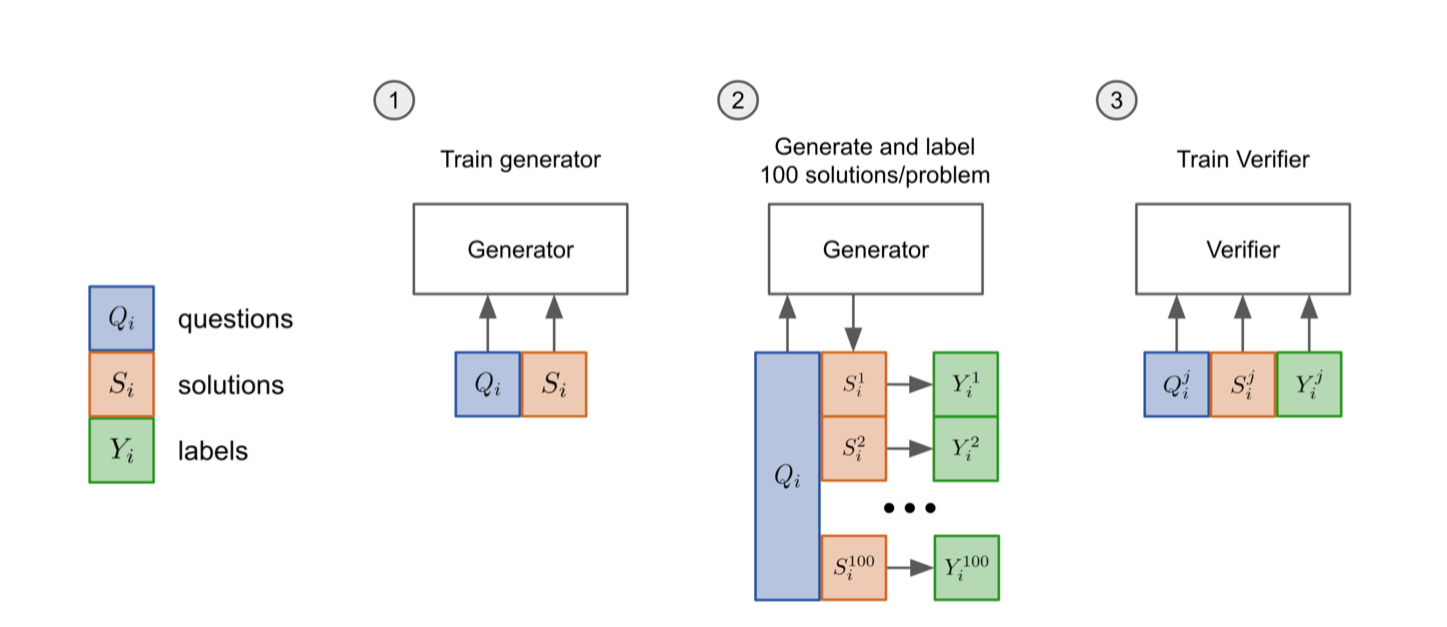 1
Train generator
Generator
Q_i S_i
2
Generate and label
100 solutions/problem
Generator
Q_i
S_i^1 Y_i^1
S_i^2 Y_i^2
•••
S_i^100 Y_i^100
3
Train Verifier
Verifier
Q_i^j S_i^j Y_i^j
Q_i questions
S_i solutions
Y_i labels